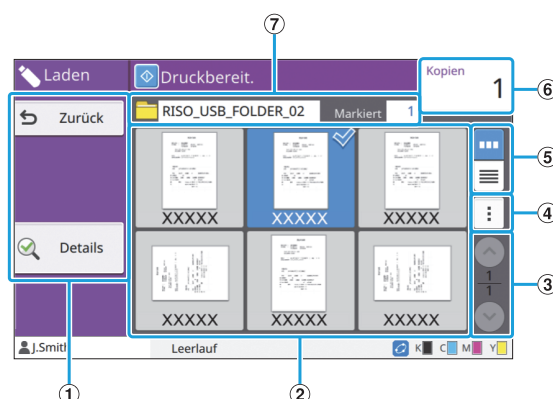 7
Laden
Druckbereit.
Kopien
1
6
Zurück
RISO_USB_FOLDER_02
Markiert 1
5
XXXXX XXXXX XXXXX
4
Details
1
1
3
XXXXX XXXXX XXXXX
J.Smith
Leerlauf
K C M Y
1
2